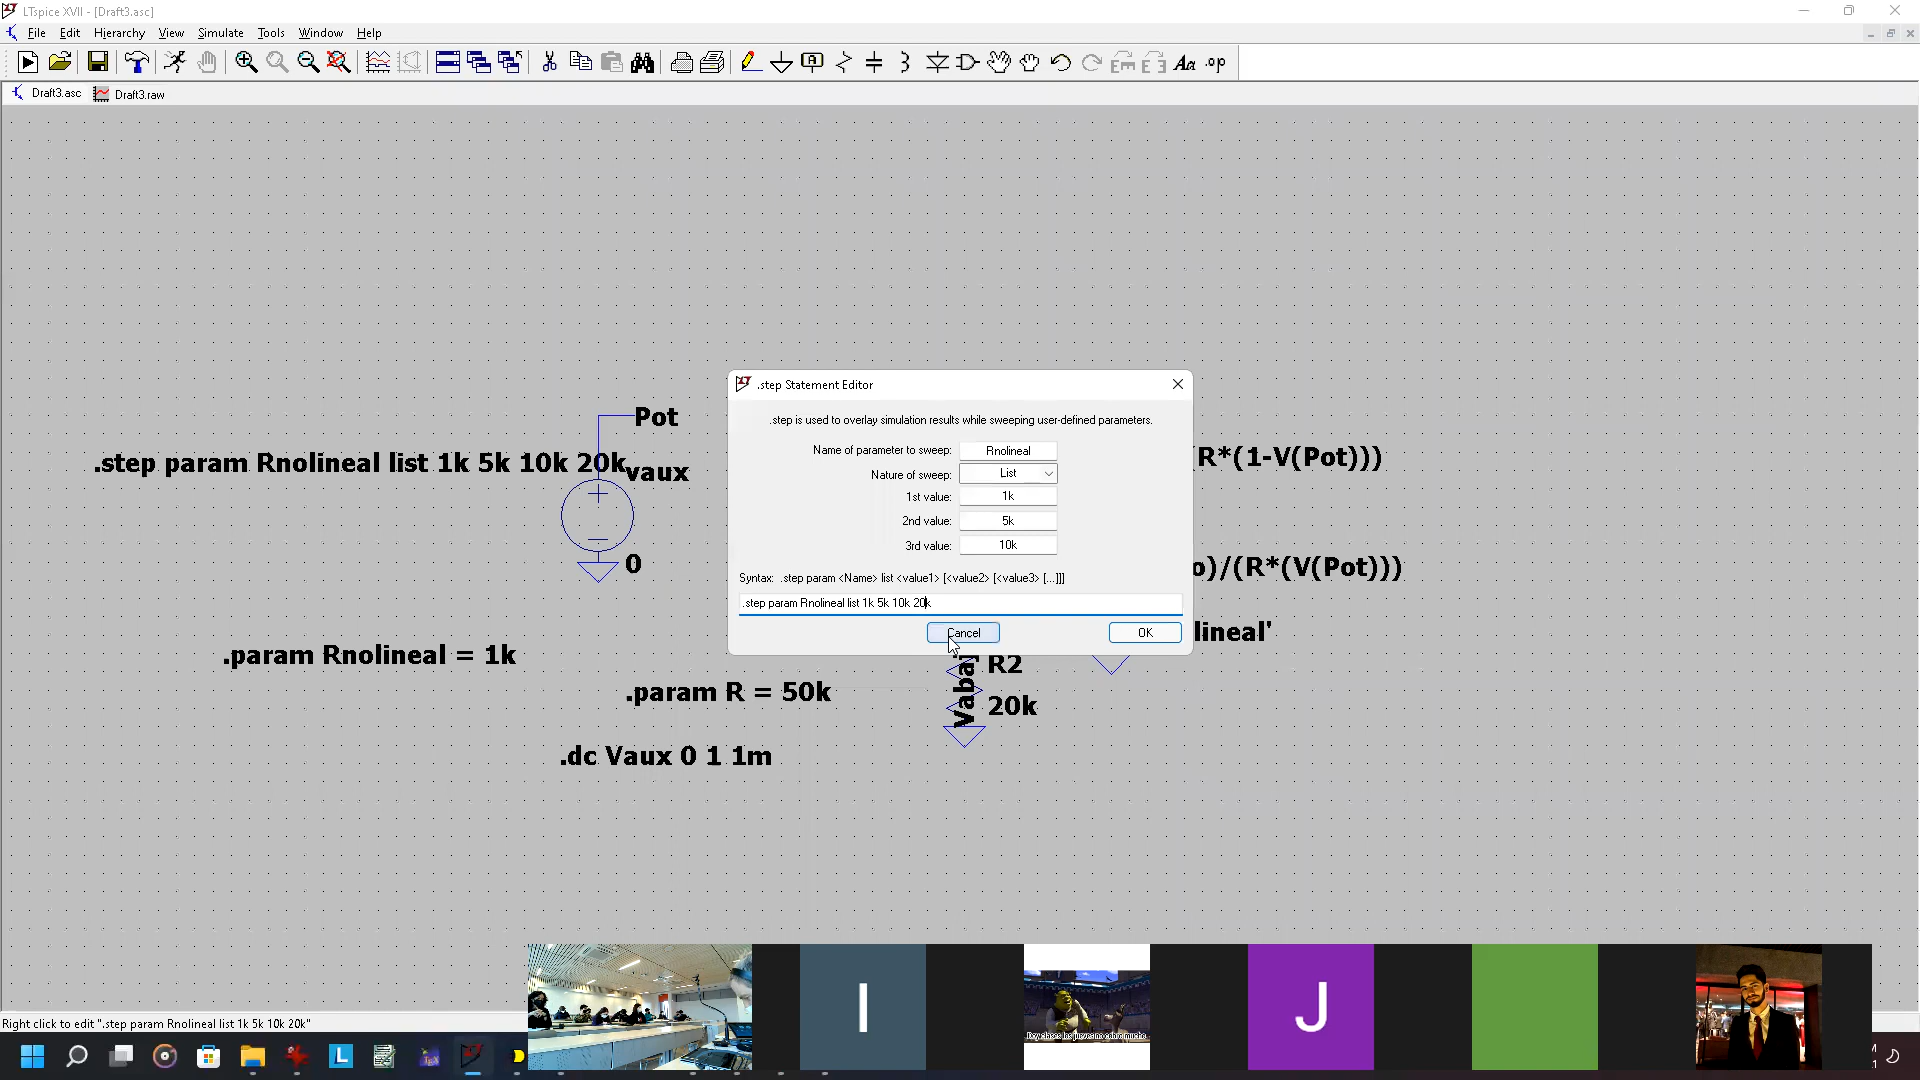 LTspice XVII - [Draft3.asc]
File Edit Hierarchy View Simulate Tools Window Help
Draft3.asc Draft3.raw
.step Statement Editor
.step is used to overlay simulation results while sweeping user-defined parameters.
Name of parameter to sweep: Rnolineal
Nature of sweep: List
1st value: 1k
2nd value: 5k
3rd value: 10k
Syntax: .step param <Name> list <value1> [<value2> [<value3> [...]]]
.step param Rnolineal list 1k 5k 10k 20k
Cancel OK
Pot
.step param Rnolineal list 1k 5k 10k 20k
vaux
0
R*(1-V(Pot)))
o)/(R*(V(Pot)))
lineal'
.param Rnolineal = 1k
.param R = 50k
.dc Vaux 0 1 1m
Vabaj
R2
20k
Right click to edit ".step param Rnolineal list 1k 5k 10k 20k"
I
J